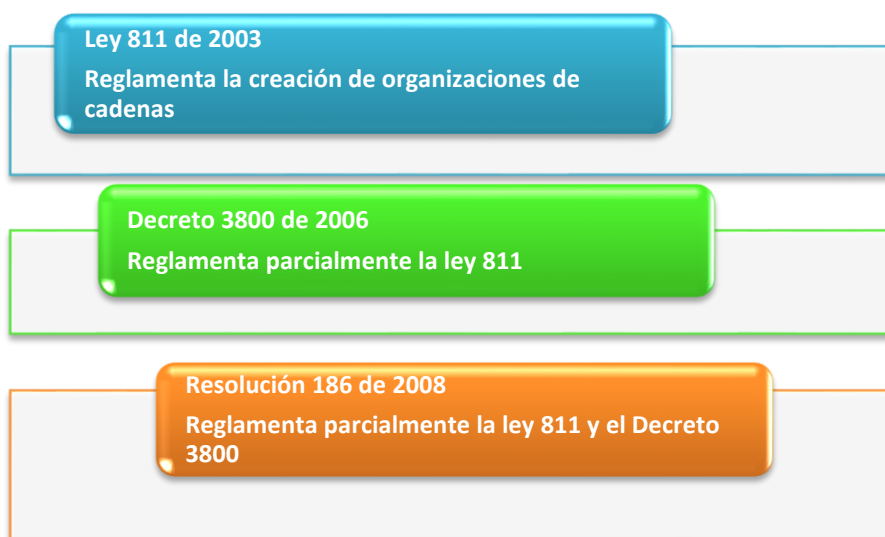 Ley 811 de 2003
Reglamenta la creación de organizaciones de
cadenas
Decreto 3800 de 2006
Reglamenta parcialmente la ley 811
Resolución 186 de 2008
Reglamenta parcialmente la ley 811 y el Decreto
3800